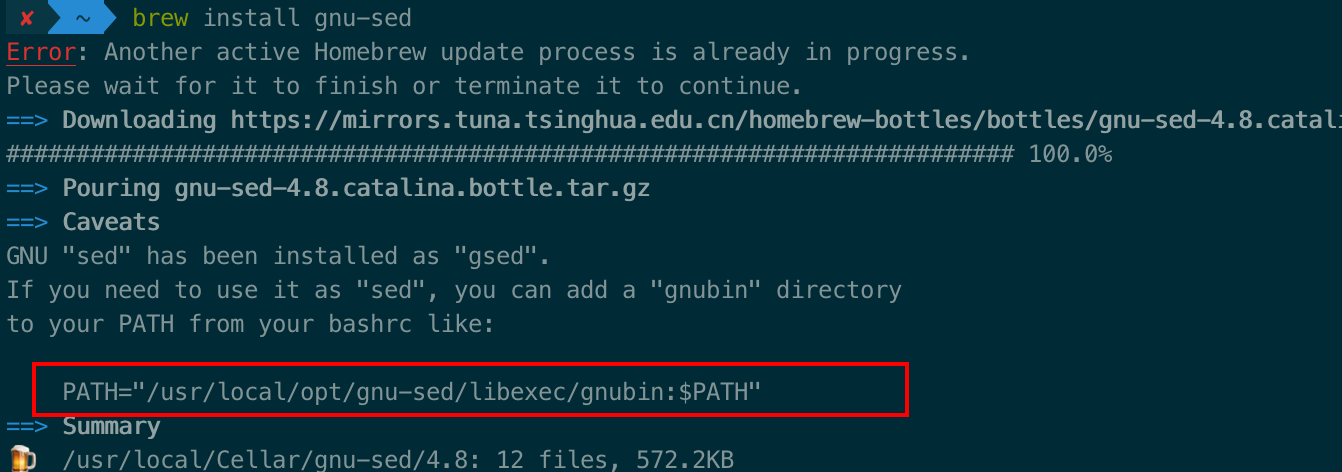 ✘ ~ brew install gnu-sed
Error: Another active Homebrew update process is already in progress.
Please wait for it to finish or terminate it to continue.
==> Downloading https://mirrors.tuna.tsinghua.edu.cn/homebrew-bottles/bottles/gnu-sed-4.8.catali
######################################################################## 100.0%
==> Pouring gnu-sed-4.8.catalina.bottle.tar.gz
==> Caveats
GNU "sed" has been installed as "gsed".
If you need to use it as "sed", you can add a "gnubin" directory
to your PATH from your bashrc like:
PATH="/usr/local/opt/gnu-sed/libexec/gnubin:$PATH"
==> Summary
🍺 /usr/local/Cellar/gnu-sed/4.8: 12 files, 572.2KB